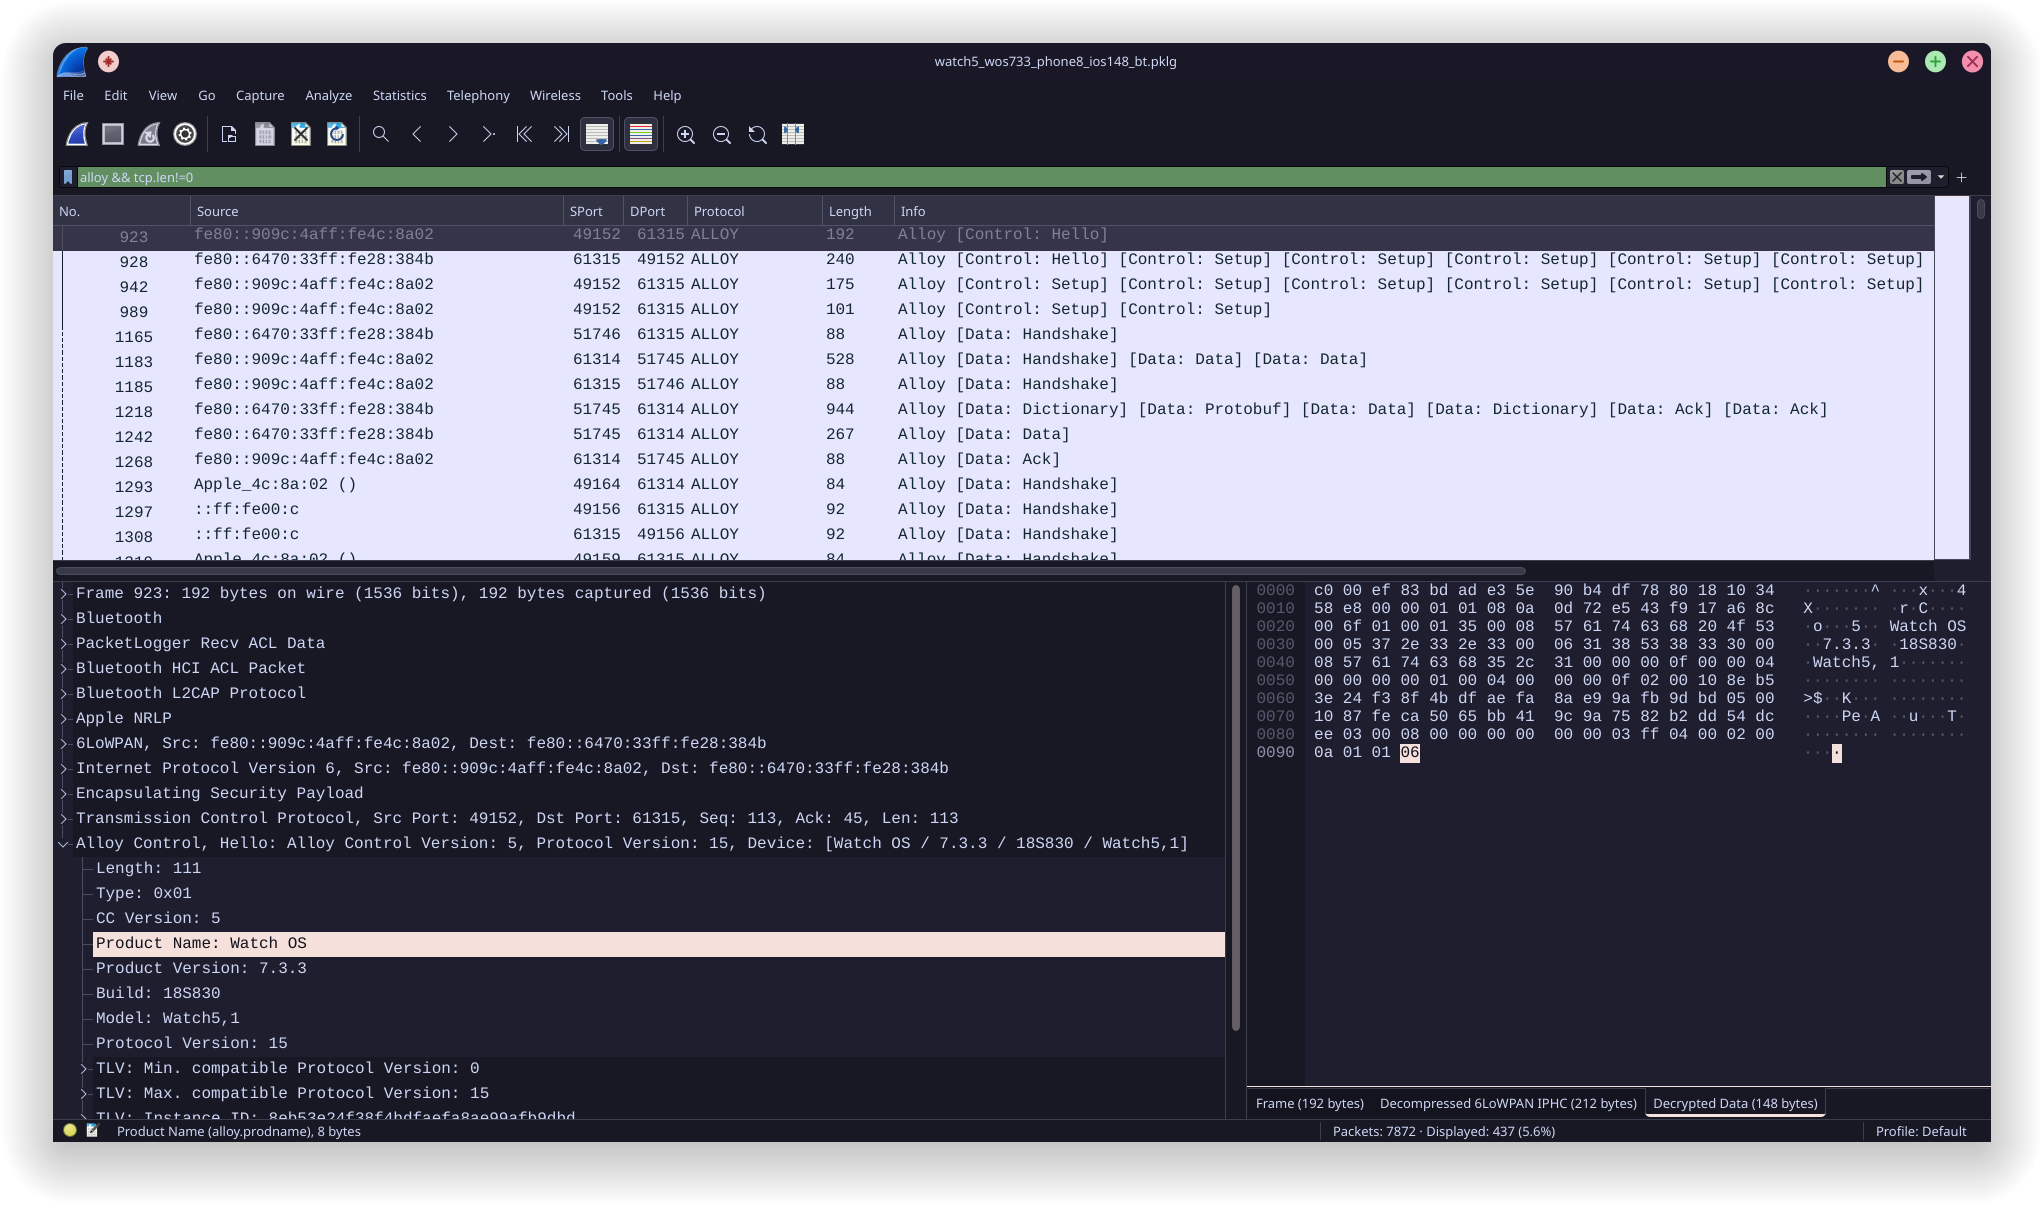 watch5_wos733_phone8_ios148_bt.pklg
File Edit View Go Capture Analyze Statistics Telephony Wireless Tools Help
alloy && tcp.len!=0
No. Source SPort DPort Protocol Length Info
923 fe80::909c:4aff:fe4c:8a02 49152 61315 ALLOY 192 Alloy [Control: Hello]
928 fe80::6470:33ff:fe28:384b 61315 49152 ALLOY 240 Alloy [Control: Hello] [Control: Setup] [Control: Setup] [Control: Setup] [Control: Setup] [Control: Setup]
942 fe80::909c:4aff:fe4c:8a02 49152 61315 ALLOY 175 Alloy [Control: Setup] [Control: Setup] [Control: Setup] [Control: Setup] [Control: Setup] [Control: Setup]
989 fe80::909c:4aff:fe4c:8a02 49152 61315 ALLOY 101 Alloy [Control: Setup] [Control: Setup]
1165 fe80::6470:33ff:fe28:384b 51746 61315 ALLOY 88 Alloy [Data: Handshake]
1183 fe80::909c:4aff:fe4c:8a02 61314 51745 ALLOY 528 Alloy [Data: Handshake] [Data: Data] [Data: Data]
1185 fe80::909c:4aff:fe4c:8a02 61315 51746 ALLOY 88 Alloy [Data: Handshake]
1218 fe80::6470:33ff:fe28:384b 51745 61314 ALLOY 944 Alloy [Data: Dictionary] [Data: Protobuf] [Data: Data] [Data: Dictionary] [Data: Ack] [Data: Ack]
1242 fe80::6470:33ff:fe28:384b 51745 61314 ALLOY 267 Alloy [Data: Data]
1268 fe80::909c:4aff:fe4c:8a02 61314 51745 ALLOY 88 Alloy [Data: Ack]
1293 Apple_4c:8a:02 () 49164 61314 ALLOY 84 Alloy [Data: Handshake]
1297 ::ff:fe00:c 49156 61315 ALLOY 92 Alloy [Data: Handshake]
1308 ::ff:fe00:c 61315 49156 ALLOY 92 Alloy [Data: Handshake]
Apple_4c:8a:02 () 49159 61315 ALLOY 84 Alloy [Data: Handshake]
Frame 923: 192 bytes on wire (1536 bits), 192 bytes captured (1536 bits)
Bluetooth
PacketLogger Recv ACL Data
Bluetooth HCI ACL Packet
Bluetooth L2CAP Protocol
Apple NRLP
6LoWPAN, Src: fe80::909c:4aff:fe4c:8a02, Dest: fe80::6470:33ff:fe28:384b
Internet Protocol Version 6, Src: fe80::909c:4aff:fe4c:8a02, Dst: fe80::6470:33ff:fe28:384b
Encapsulating Security Payload
Transmission Control Protocol, Src Port: 49152, Dst Port: 61315, Seq: 113, Ack: 45, Len: 113
Alloy Control, Hello: Alloy Control Version: 5, Protocol Version: 15, Device: [Watch OS / 7.3.3 / 18S830 / Watch5,1]
Length: 111
Type: 0x01
CC Version: 5
Product Name: Watch OS
Product Version: 7.3.3
Build: 18S830
Model: Watch5,1
Protocol Version: 15
TLV: Min. compatible Protocol Version: 0
TLV: Max. compatible Protocol Version: 15
TLV: Instance ID: 8eb53e24f38f4bdfaefa8ae99afb9dbd
0000 c0 00 ef 83 bd ad e3 5e 90 b4 df 78 80 18 10 34 ·······^ ···x···4
0010 58 e8 00 00 01 01 08 0a 0d 72 e5 43 f9 17 a6 8c X······· ·r·C····
0020 00 6f 01 00 01 35 00 08 57 61 74 63 68 20 4f 53 ·o···5·· Watch OS
0030 00 05 37 2e 33 2e 33 00 06 31 38 53 38 33 30 00 ··7.3.3· ·18S830·
0040 08 57 61 74 63 68 35 2c 31 00 00 00 0f 00 00 04 ·Watch5, 1·······
0050 00 00 00 00 01 00 04 00 00 00 0f 02 00 10 8e b5 ········ ········
0060 3e 24 f3 8f 4b df ae fa 8a e9 9a fb 9d bd 05 00 >$··K··· ········
0070 10 87 fe ca 50 65 bb 41 9c 9a 75 82 b2 dd 54 dc ····Pe·A ··u···T·
0080 ee 03 00 08 00 00 00 00 00 00 03 ff 04 00 02 00 ········ ········
0090 0a 01 01 06 ····
Frame (192 bytes) Decompressed 6LoWPAN IPHC (212 bytes) Decrypted Data (148 bytes)
Product Name (alloy.prodname), 8 bytes Packets: 7872 · Displayed: 437 (5.6%) Profile: Default